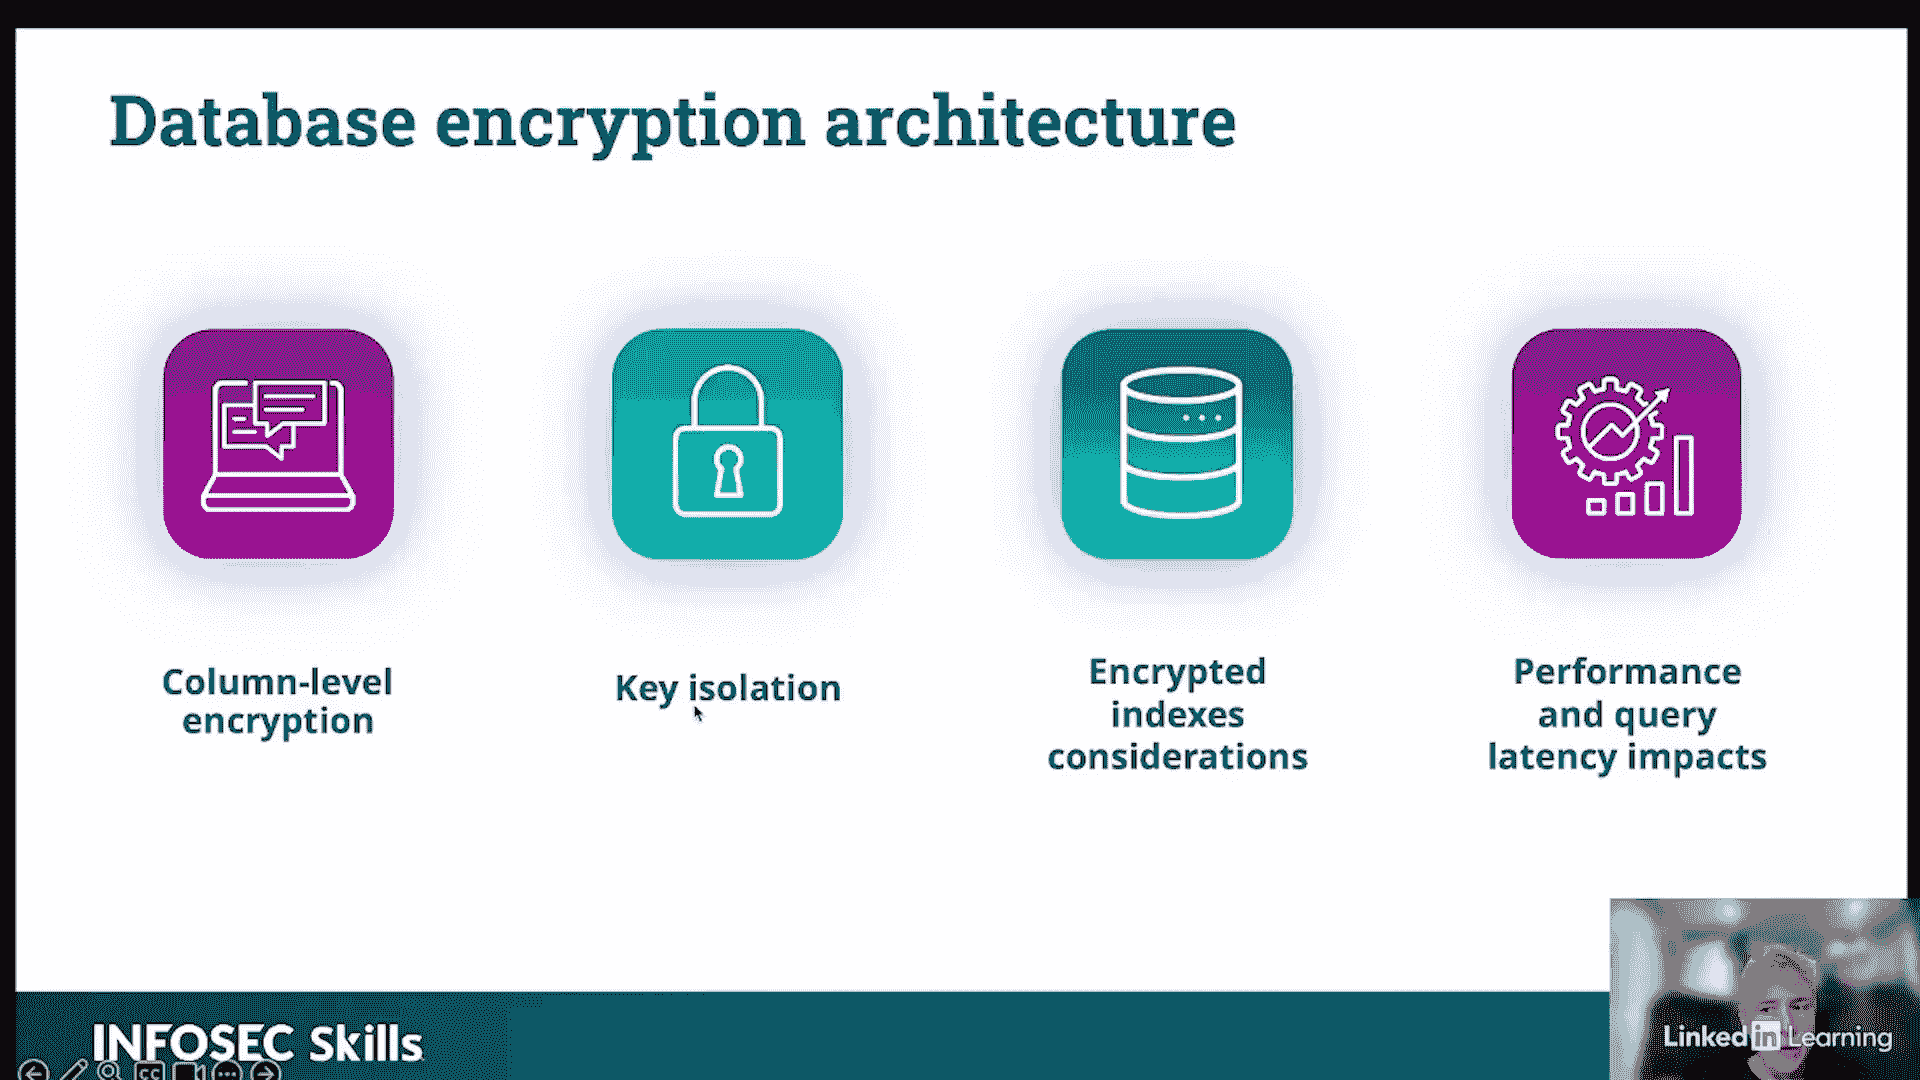 Database encryption architecture
Column-level
encryption
Key isolation
Encrypted
indexes
considerations
Performance
and query
latency impacts
INFOSEC Skills
CC
Linked in Learning